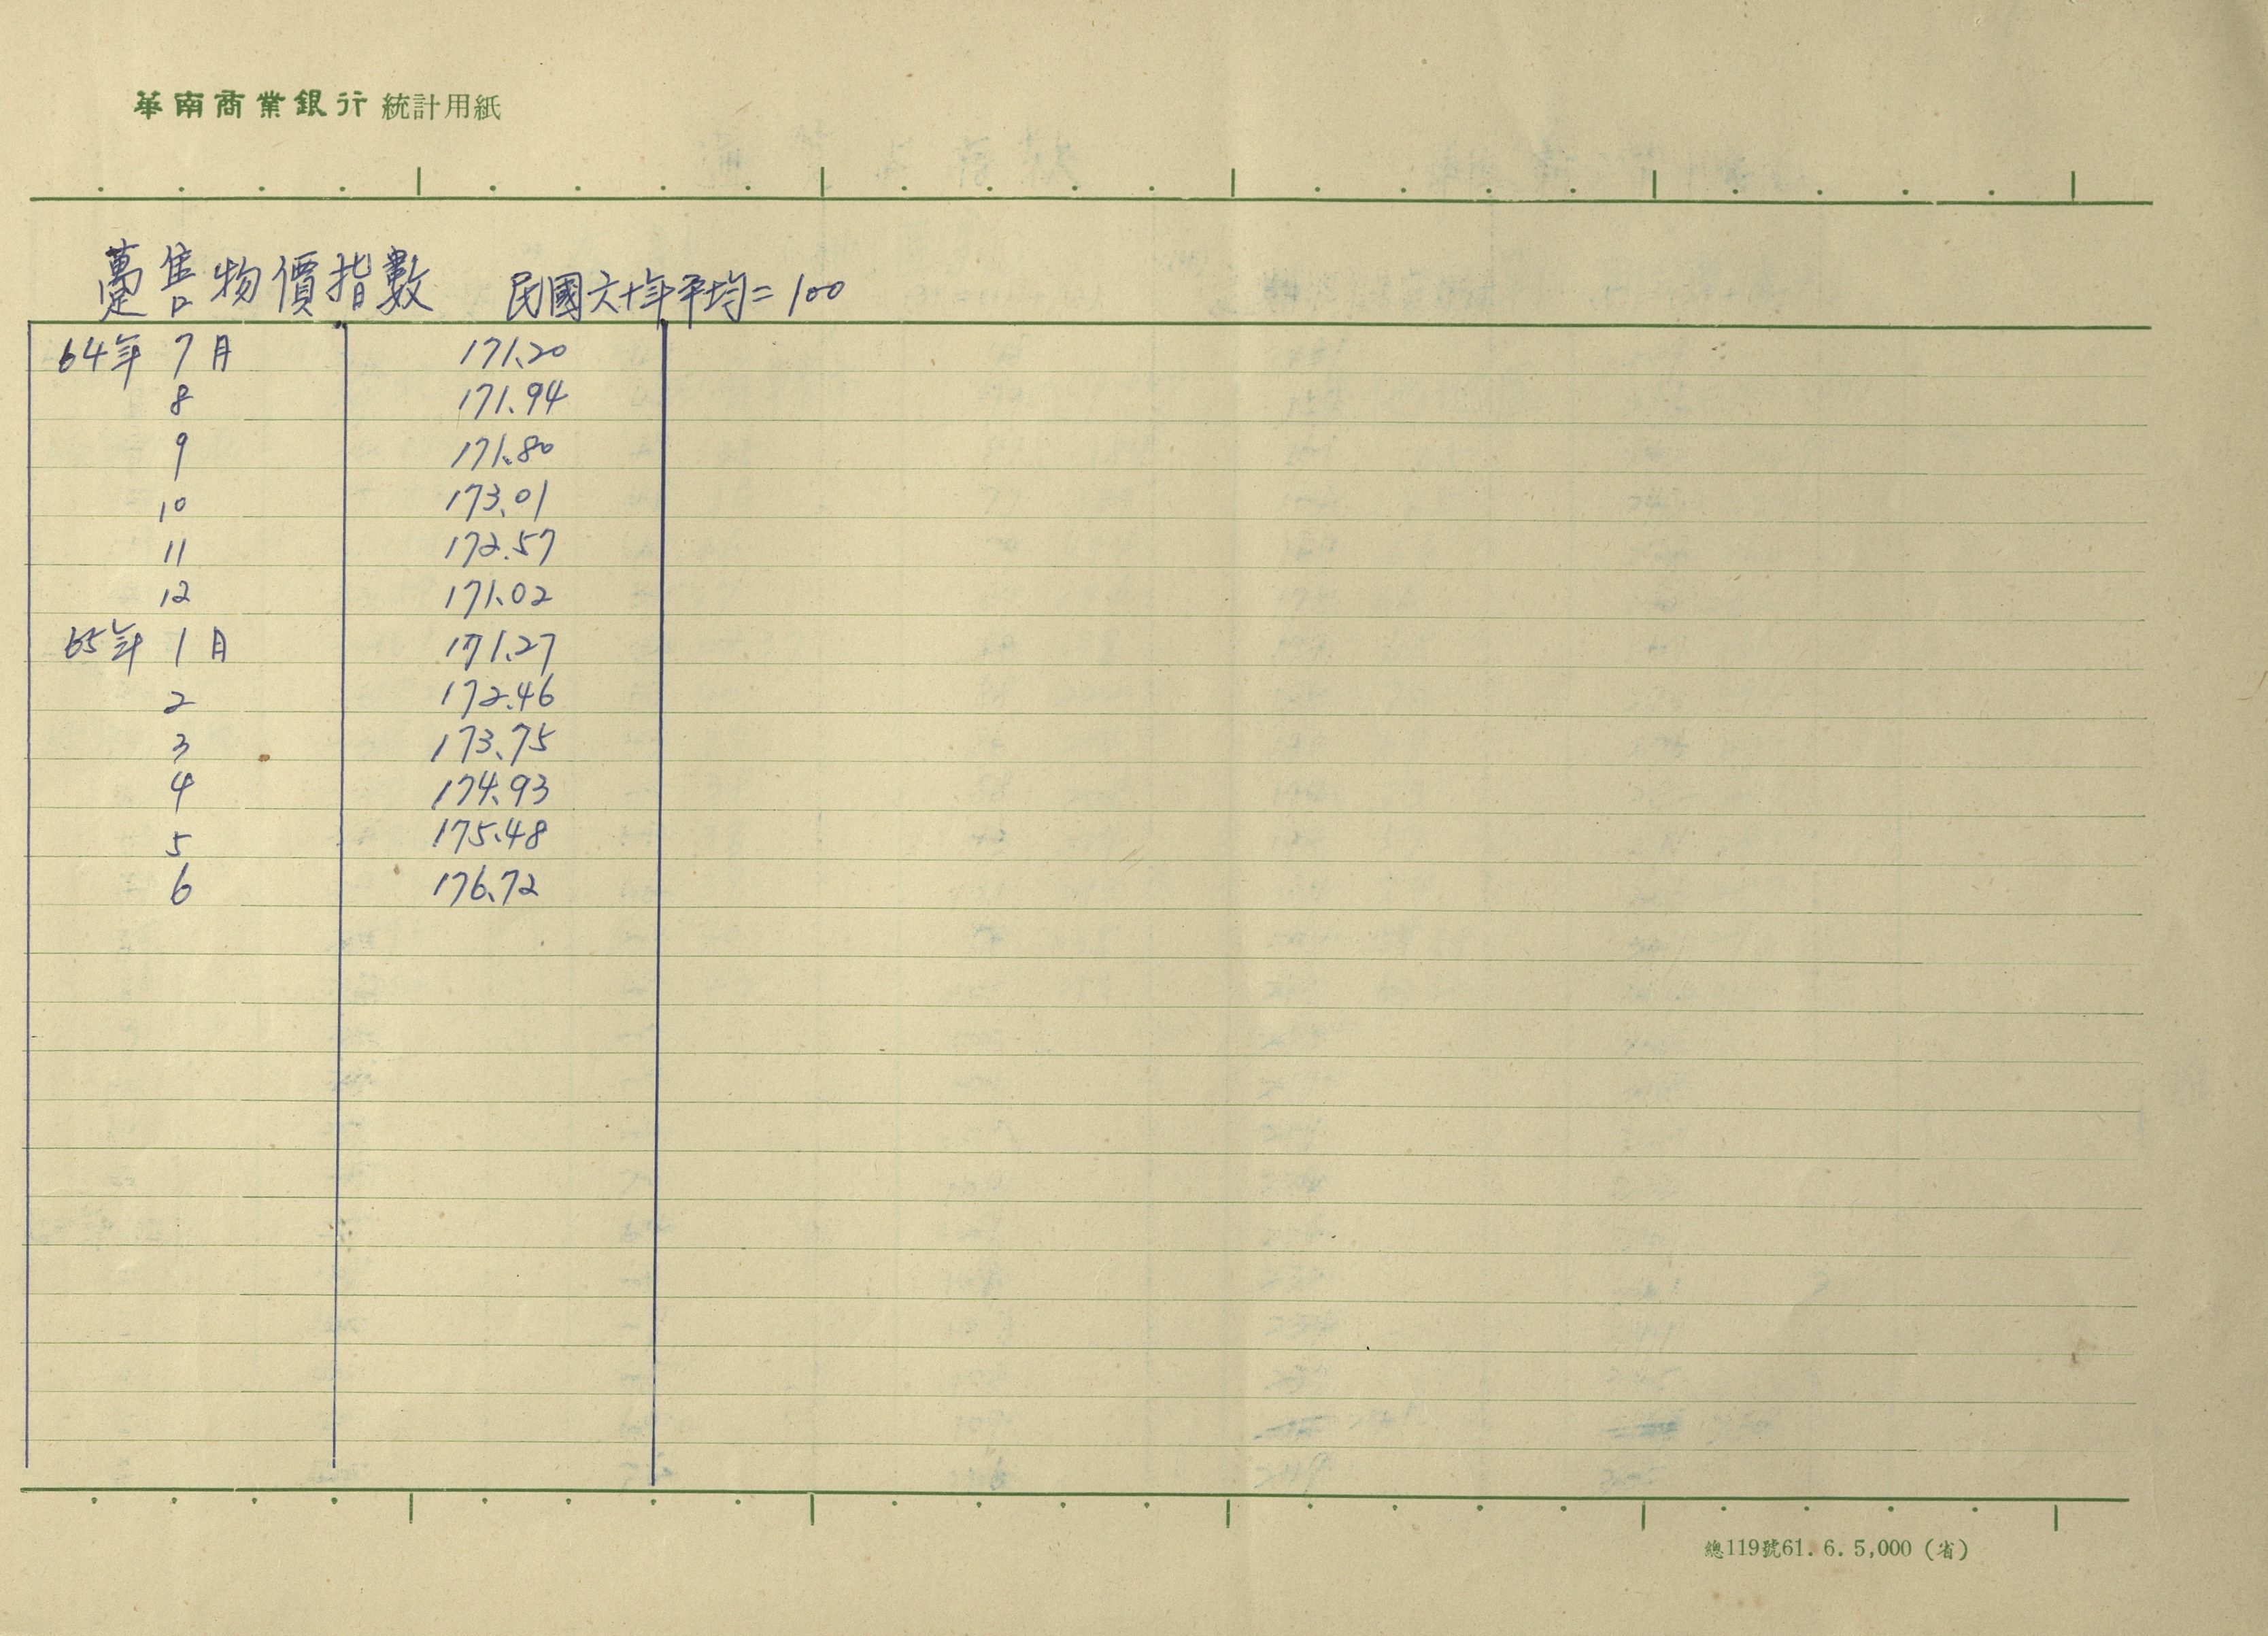 華南商業銀行 統計用紙
躉售物價指數 民國六十年平均=100
64年 7月 171.20
8 171.94
9 171.80
10 173.01
11 172.57
12 171.02
65年 1月 171.27
2 172.46
3 173.75
4 174.93
5 175.48
6 176.72
總119號61. 6. 5,000 (省)